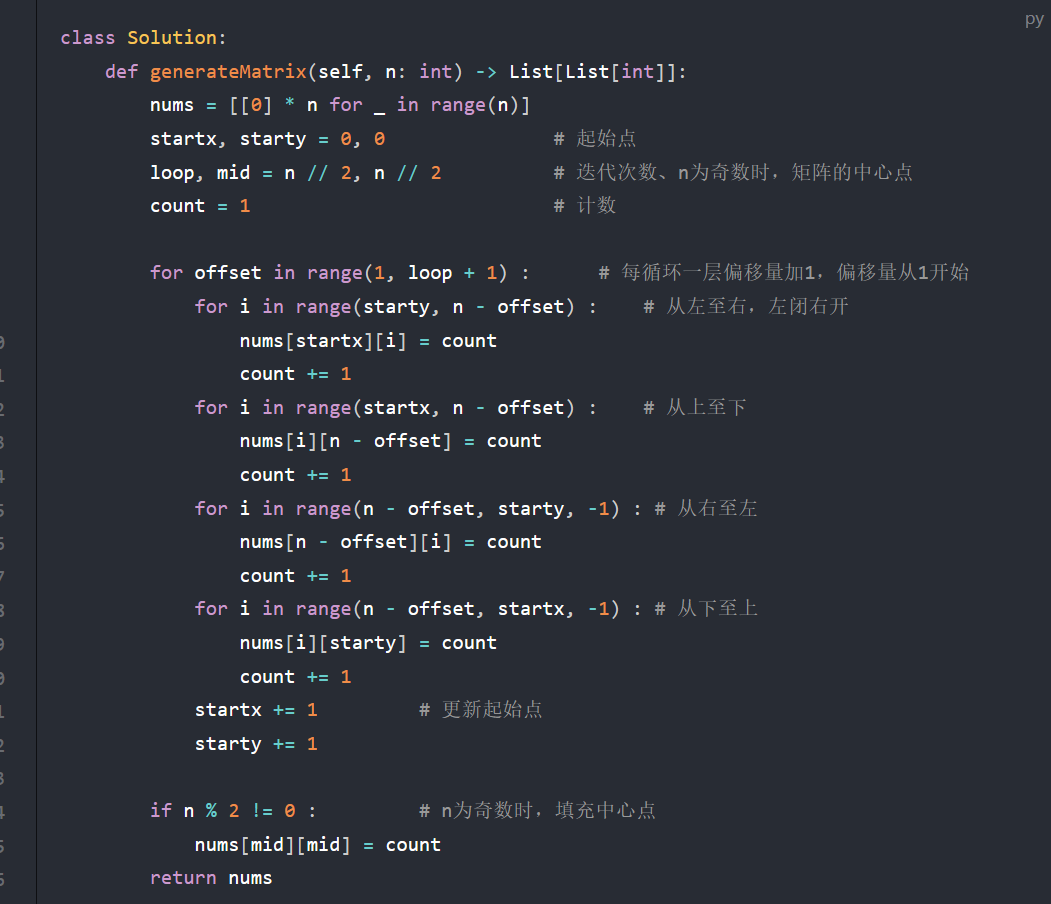 py
class Solution:
    def generateMatrix(self, n: int) -> List[List[int]]:
        nums = [[0] * n for _ in range(n)]
        startx, starty = 0, 0               # 起始点
        loop, mid = n // 2, n // 2          # 迭代次数、n为奇数时，矩阵的中心点
        count = 1                           # 计数

        for offset in range(1, loop + 1) :      # 每循环一层偏移量加1，偏移量从1开始
            for i in range(starty, n - offset) :    # 从左至右，左闭右开
                nums[startx][i] = count
                count += 1
            for i in range(startx, n - offset) :    # 从上至下
                nums[i][n - offset] = count
                count += 1
            for i in range(n - offset, starty, -1) : # 从右至左
                nums[n - offset][i] = count
                count += 1
            for i in range(n - offset, startx, -1) : # 从下至上
                nums[i][starty] = count
                count += 1
            startx += 1         # 更新起始点
            starty += 1

        if n % 2 != 0 :         # n为奇数时，填充中心点
            nums[mid][mid] = count
        return nums